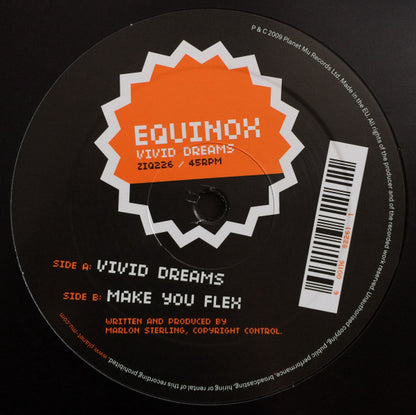 EQUINOX
VIVID DREAMS
ZIQ226 / 45RPM
SIDE A: VIVID DREAMS
SIDE B: MAKE YOU FLEX
WRITTEN AND PRODUCED BY
MARLON STERLING, COPYRIGHT CONTROL.
P & C 2009 Planet Mu Records Ltd. Made in the EU. All rights of the producer and of the recorded work reserved. Unauthorised copying, public performance, broadcasting, hiring or rental of this recording prohibited.
www.planet-mu.com